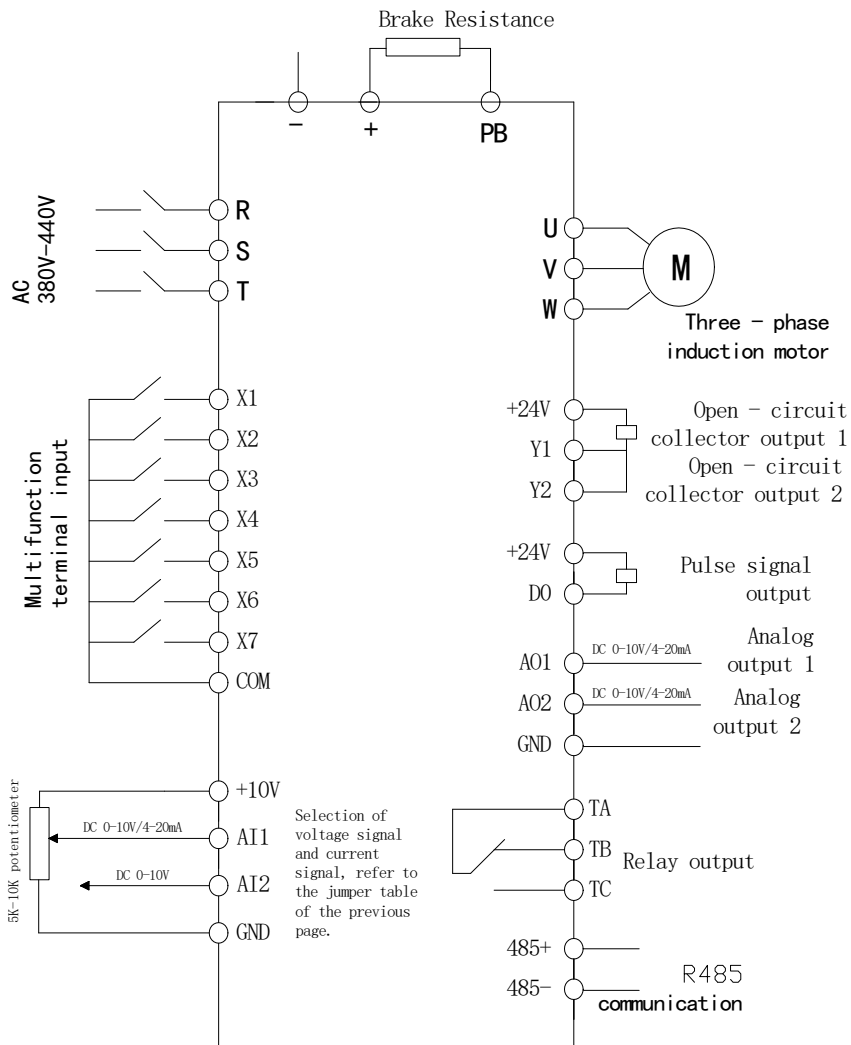 Brake Resistance
-
+
PB
AC
380V-440V
R
S
T
U
V
W
M
Three - phase
induction motor
Multifunction
terminal input
X1
X2
X3
X4
X5
X6
X7
COM
+24V
Y1
Y2
Open - circuit
collector output 1
Open - circuit
collector output 2
+24V
DO
Pulse signal
output
AO1
DC 0-10V/4-20mA
Analog
output 1
AO2
DC 0-10V/4-20mA
Analog
output 2
GND
5K-10K potentiometer
+10V
DC 0-10V/4-20mA
AI1
DC 0-10V
AI2
GND
Selection of
voltage signal
and current
signal, refer to
the jumper table
of the previous
page.
TA
TB
TC
Relay output
485+
485-
R485
communication